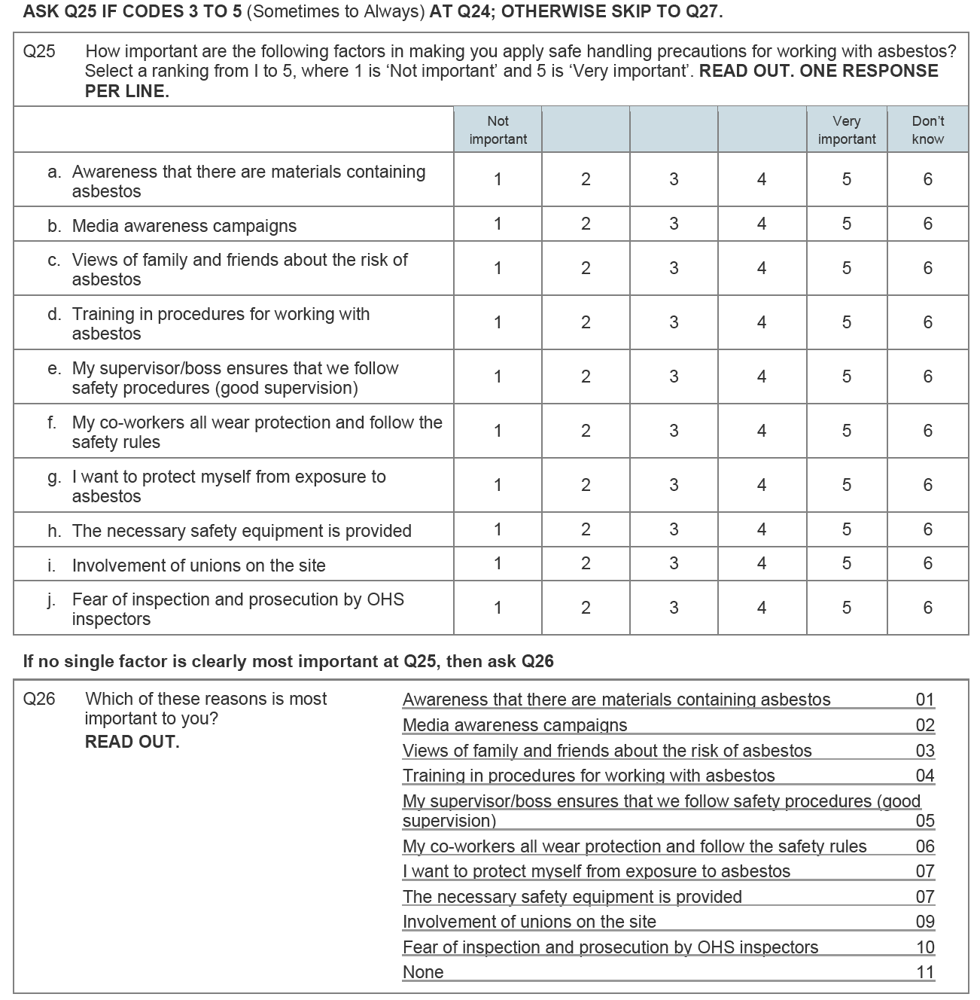 ASK Q25 IF CODES 3 TO 5 (Sometimes to Always) AT Q24; OTHERWISE SKIP TO Q27.
Q25 How important are the following factors in making you apply safe handling precautions for working with asbestos?
Select a ranking from I to 5, where 1 is ‘Not important’ and 5 is ‘Very important’. READ OUT. ONE RESPONSE
PER LINE.
Not important Very important Don’t know
a. Awareness that there are materials containing
asbestos 1 2 3 4 5 6
b. Media awareness campaigns 1 2 3 4 5 6
c. Views of family and friends about the risk of
asbestos 1 2 3 4 5 6
d. Training in procedures for working with
asbestos 1 2 3 4 5 6
e. My supervisor/boss ensures that we follow
safety procedures (good supervision) 1 2 3 4 5 6
f. My co-workers all wear protection and follow the
safety rules 1 2 3 4 5 6
g. I want to protect myself from exposure to
asbestos 1 2 3 4 5 6
h. The necessary safety equipment is provided 1 2 3 4 5 6
i. Involvement of unions on the site 1 2 3 4 5 6
j. Fear of inspection and prosecution by OHS
inspectors 1 2 3 4 5 6
If no single factor is clearly most important at Q25, then ask Q26
Q26 Which of these reasons is most
important to you?
READ OUT.
Awareness that there are materials containing asbestos 01
Media awareness campaigns 02
Views of family and friends about the risk of asbestos 03
Training in procedures for working with asbestos 04
My supervisor/boss ensures that we follow safety procedures (good
supervision) 05
My co-workers all wear protection and follow the safety rules 06
I want to protect myself from exposure to asbestos 07
The necessary safety equipment is provided 07
Involvement of unions on the site 09
Fear of inspection and prosecution by OHS inspectors 10
None 11